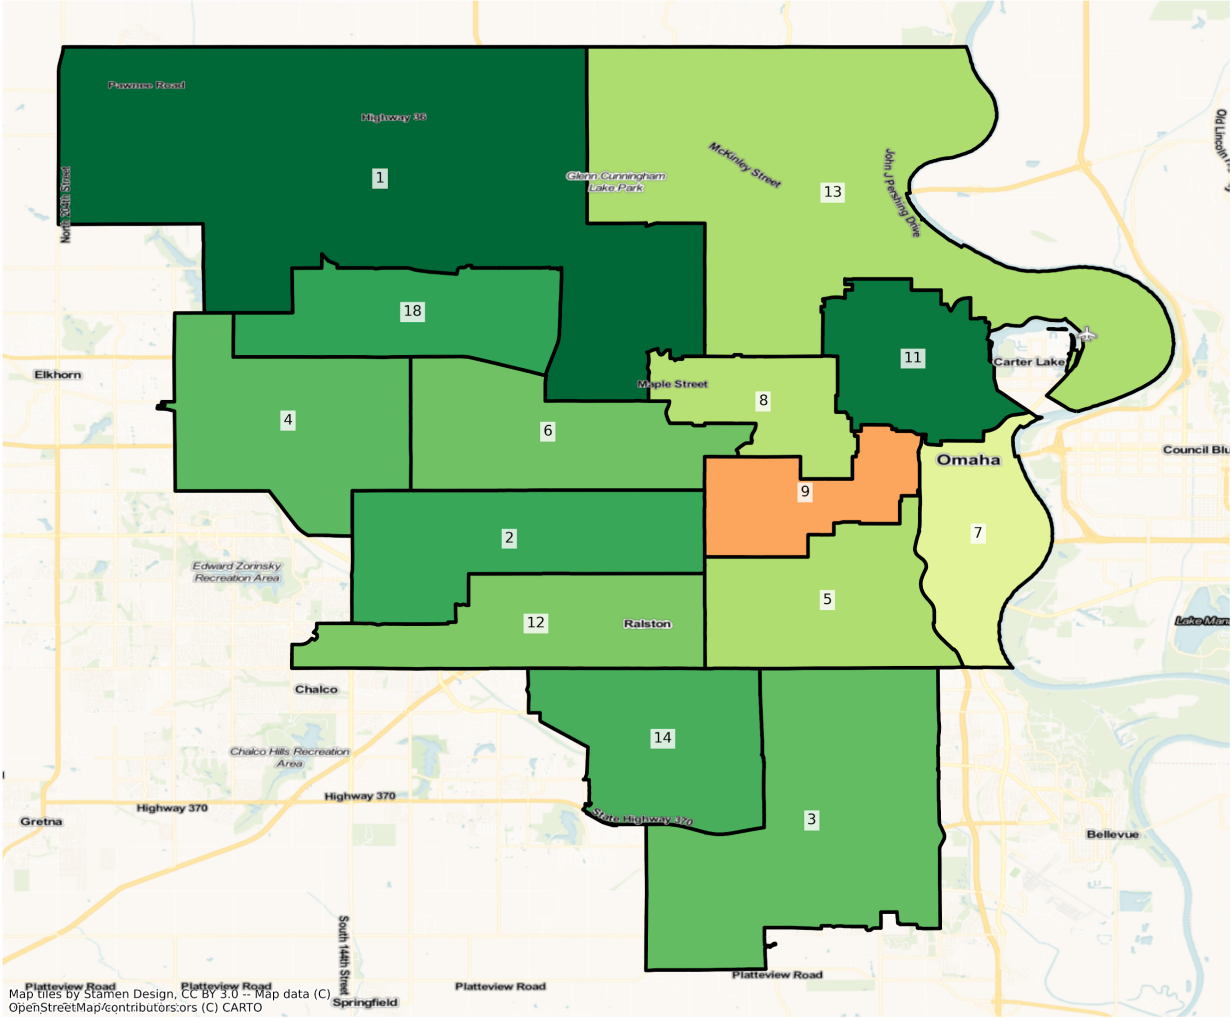 Pawnee Road
Highway 36
1
North 204th Street
Glenn Cunningham
Lake Park
McKinley Street
13
John J Pershing Drive
18
Elkhorn
11
Carter Lake
Maple Street
8
4
6
Omaha
Council Blu
9
2
7
Edward Zorinsky
Recreation Area
5
12
Ralston
Lake Mana
Chalco
14
Chalco Hills Recreation
Area
Highway 370
Highway 370
State Highway 370
3
Gretna
Bellevue
South 144th Street
Platteview Road
Platteview Road
Platteview Road
Platteview Road
Springfield
Map tiles by Stamen Design, CC BY 3.0 -- Map data (C)
OpenStreetMap contributors (C) CARTO